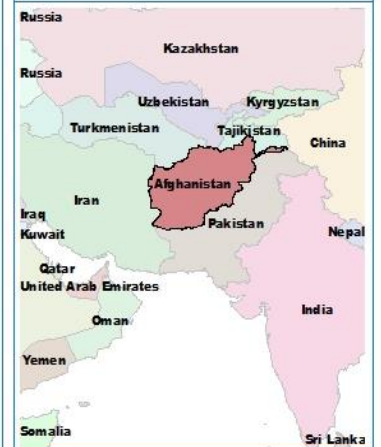 Russia
Kazakhstan
Russia
Uzbekistan
Kyrgyzstan
Turkmenistan
Tajikistan
China
Afghanistan
Iran
Iraq
Pakistan
Kuwait
Nepal
Qatar
United Arab Emirates
India
Oman
Yemen
Somalia
Sri Lanka